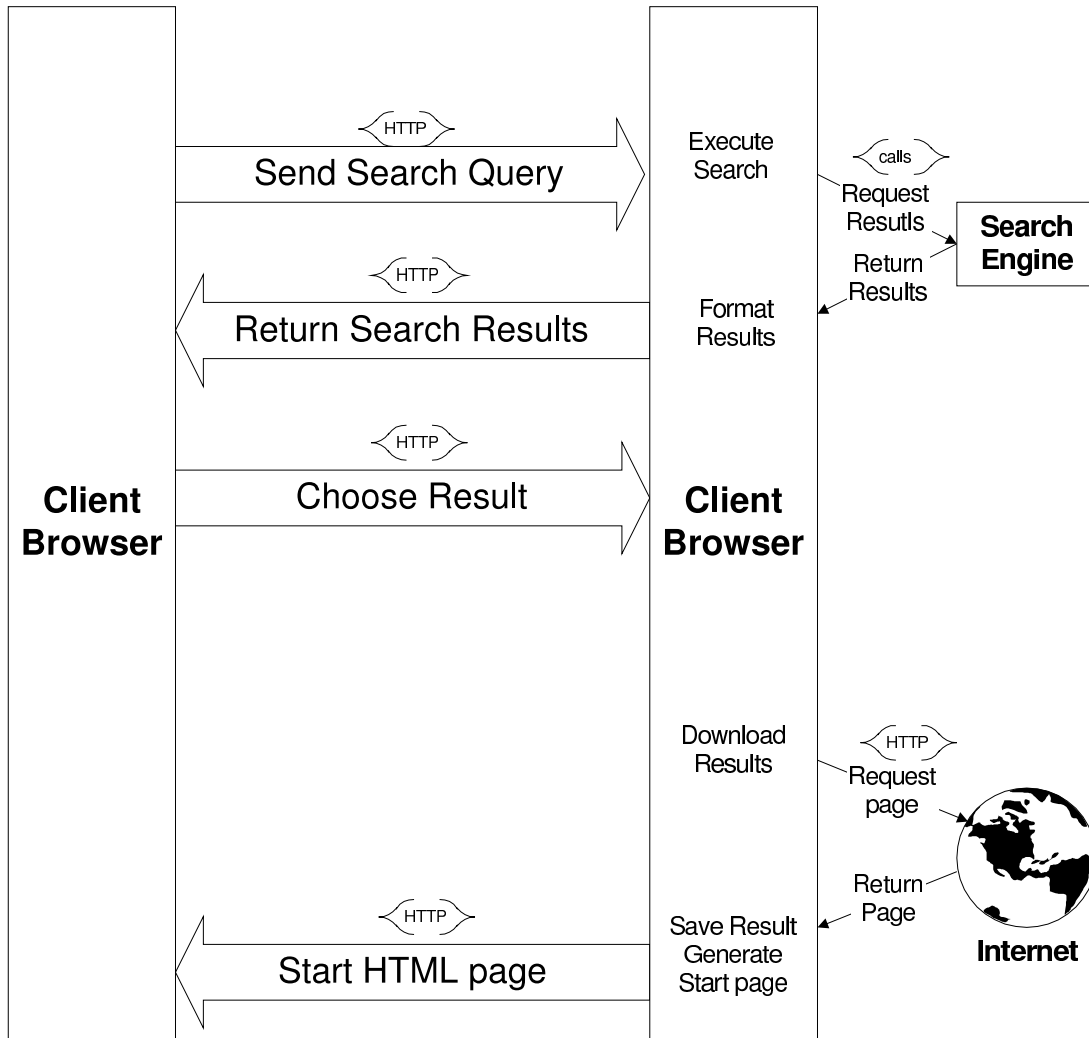 HTTP
Send Search Query
Execute
Search
calls
Request
Resutls
Search
Engine
HTTP
Return Search Results
Format
Results
Return
Results
HTTP
Choose Result
Client
Browser
Client
Browser
Download
Results
HTTP
Request
page
Return
Page
Internet
HTTP
Start HTML page
Save Result
Generate
Start page